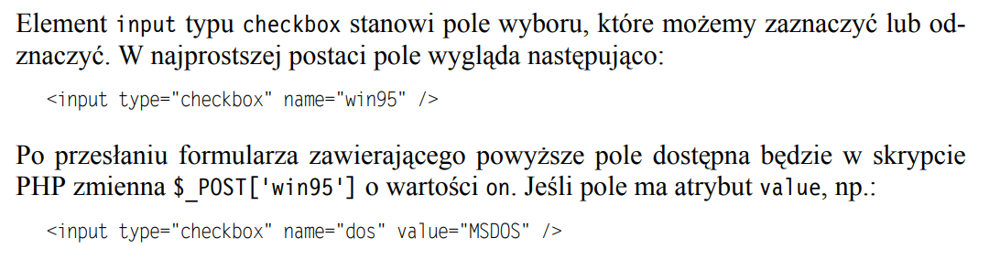 Element input typu checkbox stanowi pole wyboru, które możemy zaznaczyć lub od-
znaczyć. W najprostszej postaci pole wygląda następująco:
<input type="checkbox" name="win95" />
Po przesłaniu formularza zawierającego powyższe pole dostępna będzie w skrypcie
PHP zmienna $_POST['win95'] o wartości on. Jeśli pole ma atrybut value, np.:
<input type="checkbox" name="dos" value="MSDOS" />